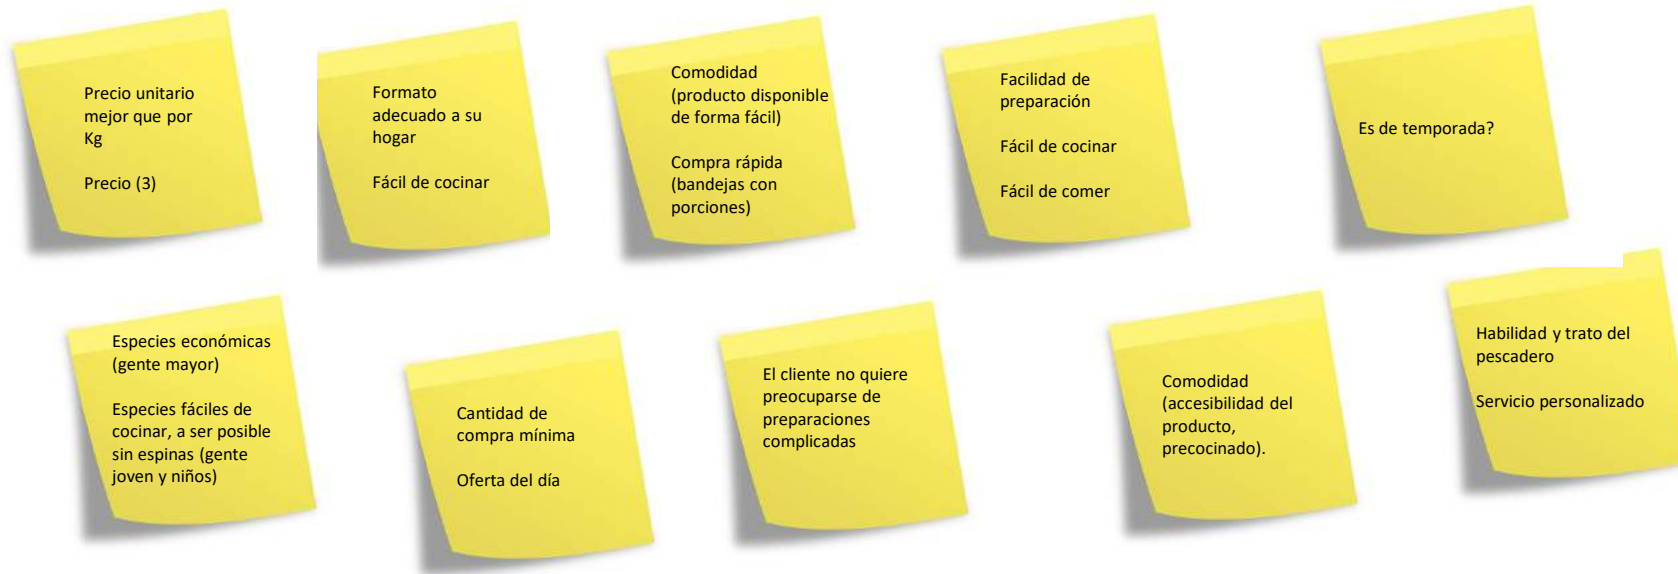 Precio unitario
mejor que por
Kg
Precio (3)
Formato
adecuado a su
hogar
Fácil de cocinar
Comodidad
(producto disponible
de forma fácil)
Compra rápida
(bandejas con
porciones)
Facilidad de
preparación
Fácil de cocinar
Fácil de comer
Es de temporada?
Especies económicas
(gente mayor)
Especies fáciles de
cocinar, a ser posible
sin espinas (gente
joven y niños)
Cantidad de
compra mínima
Oferta del día
El cliente no quiere
preocuparse de
preparaciones
complicadas
Comodidad
(accesibilidad del
producto,
precocinado).
Habilidad y trato del
pescadero
Servicio personalizado